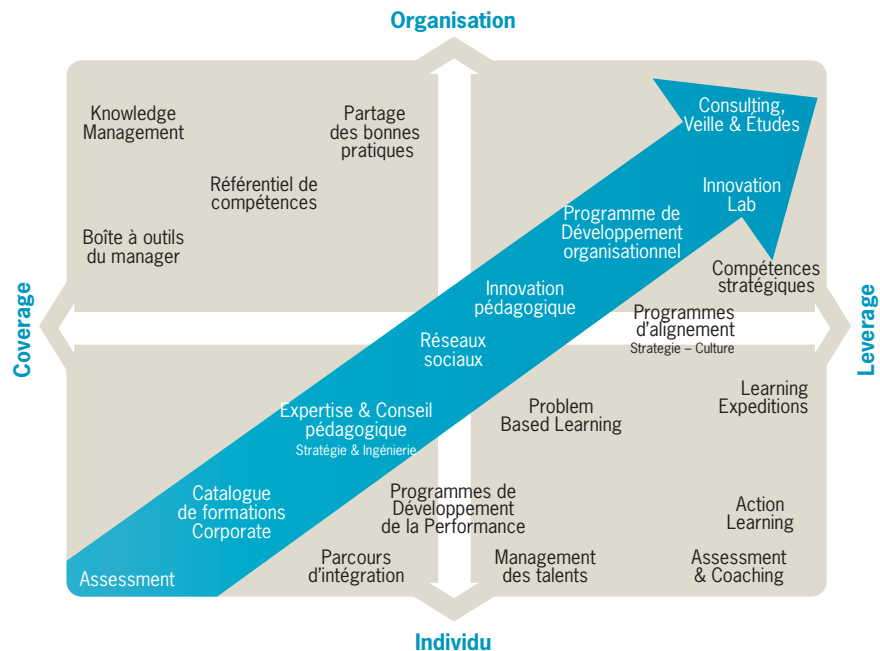 Organisation
Knowledge
Management
Partage
des bonnes
pratiques
Consulting,
Veille & Études
Référentiel de
compétences
Innovation
Lab
Boîte à outils
du manager
Programme de
Développement
organisationnel
Compétences
stratégiques
Innovation
pédagogique
Coverage
Leverage
Programmes
d'alignement
Strategie – Culture
Réseaux
sociaux
Learning
Expeditions
Expertise & Conseil
pédagogique
Stratégie & Ingénierie
Problem
Based Learning
Catalogue
de formations
Corporate
Programmes de
Développement
de la Performance
Action
Learning
Assessment
Parcours
d'intégration
Management
des talents
Assessment
& Coaching
Individu